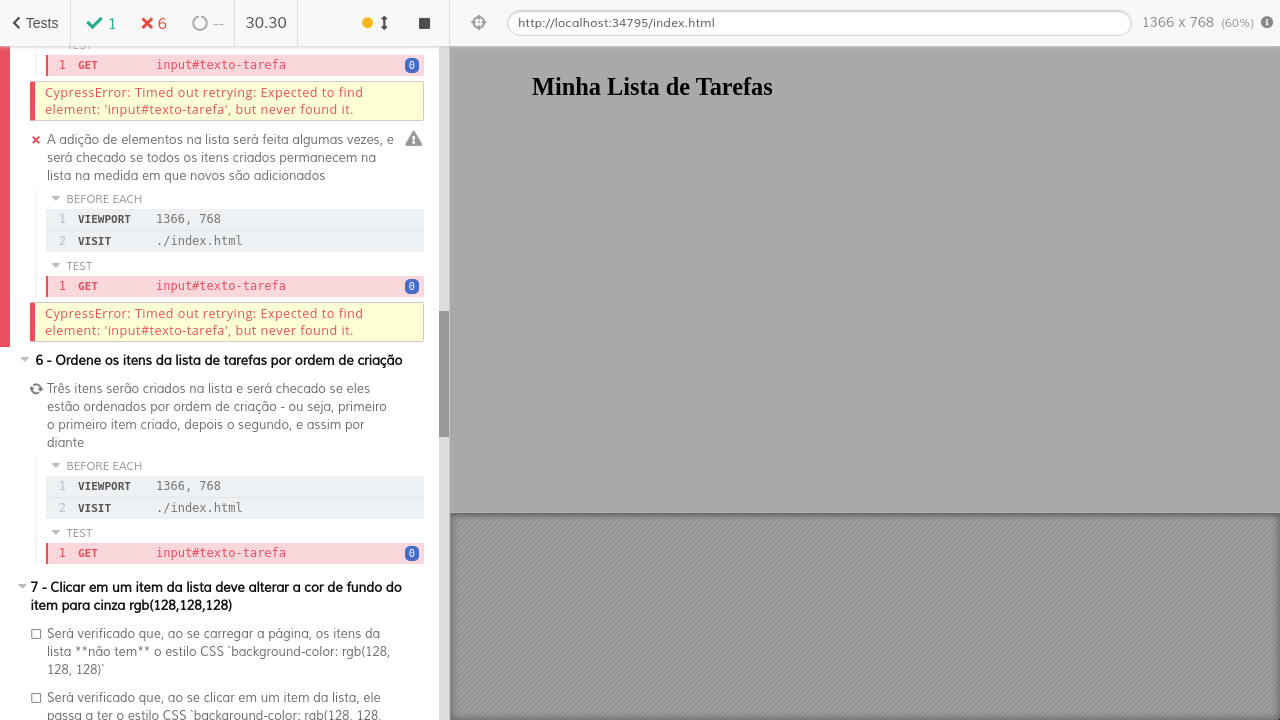 Tests
1
6
--
30.30
http://localhost:34795/index.html
1366 x 768 (60%)
TEST
1 GET input#texto-tarefa 0
CypressError: Timed out retrying: Expected to find
element: 'input#texto-tarefa', but never found it.
A adição de elementos na lista será feita algumas vezes, e
será checado se todos os itens criados permanecem na
lista na medida em que novos são adicionados
BEFORE EACH
1 VIEWPORT 1366, 768
2 VISIT ./index.html
TEST
1 GET input#texto-tarefa 0
CypressError: Timed out retrying: Expected to find
element: 'input#texto-tarefa', but never found it.
6 - Ordene os itens da lista de tarefas por ordem de criação
Três itens serão criados na lista e será checado se eles
estão ordenados por ordem de criação - ou seja, primeiro
o primeiro item criado, depois o segundo, e assim por
diante
BEFORE EACH
1 VIEWPORT 1366, 768
2 VISIT ./index.html
TEST
1 GET input#texto-tarefa 0
7 - Clicar em um item da lista deve alterar a cor de fundo do
item para cinza rgb(128,128,128)
Será verificado que, ao se carregar a página, os itens da
lista **não tem** o estilo CSS `background-color: rgb(128,
128, 128)`
Será verificado que, ao se clicar em um item da lista, ele
passa a ter o estilo CSS `background-color: rgb(128, 128,
Minha Lista de Tarefas